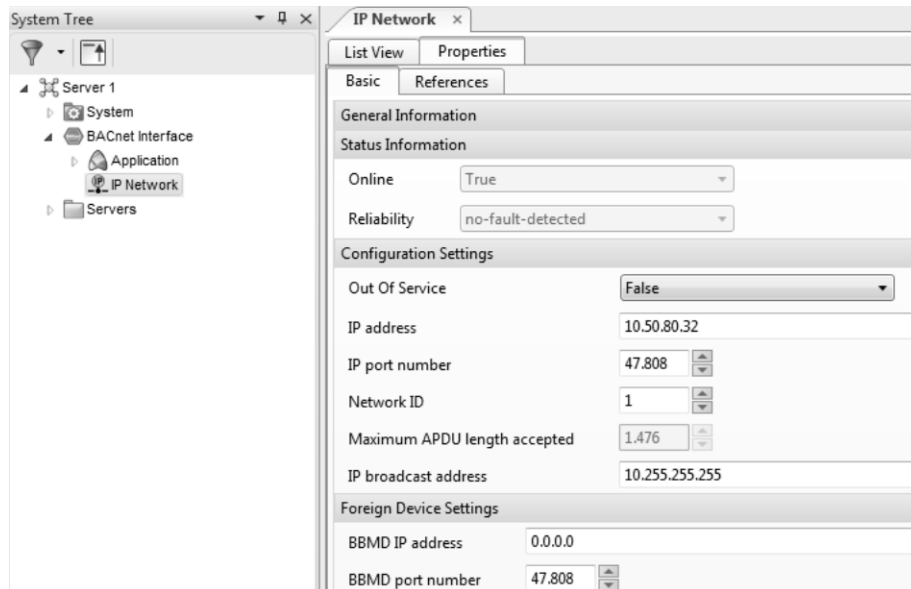 System Tree
Server 1
System
BACnet Interface
Application
IP Network
Servers
IP Network
List View Properties
Basic References
General Information
Status Information
Online True
Reliability no-fault-detected
Configuration Settings
Out Of Service False
IP address 10.50.80.32
IP port number 47.808
Network ID 1
Maximum APDU length accepted 1.476
IP broadcast address 10.255.255.255
Foreign Device Settings
BBMD IP address 0.0.0.0
BBMD port number 47.808